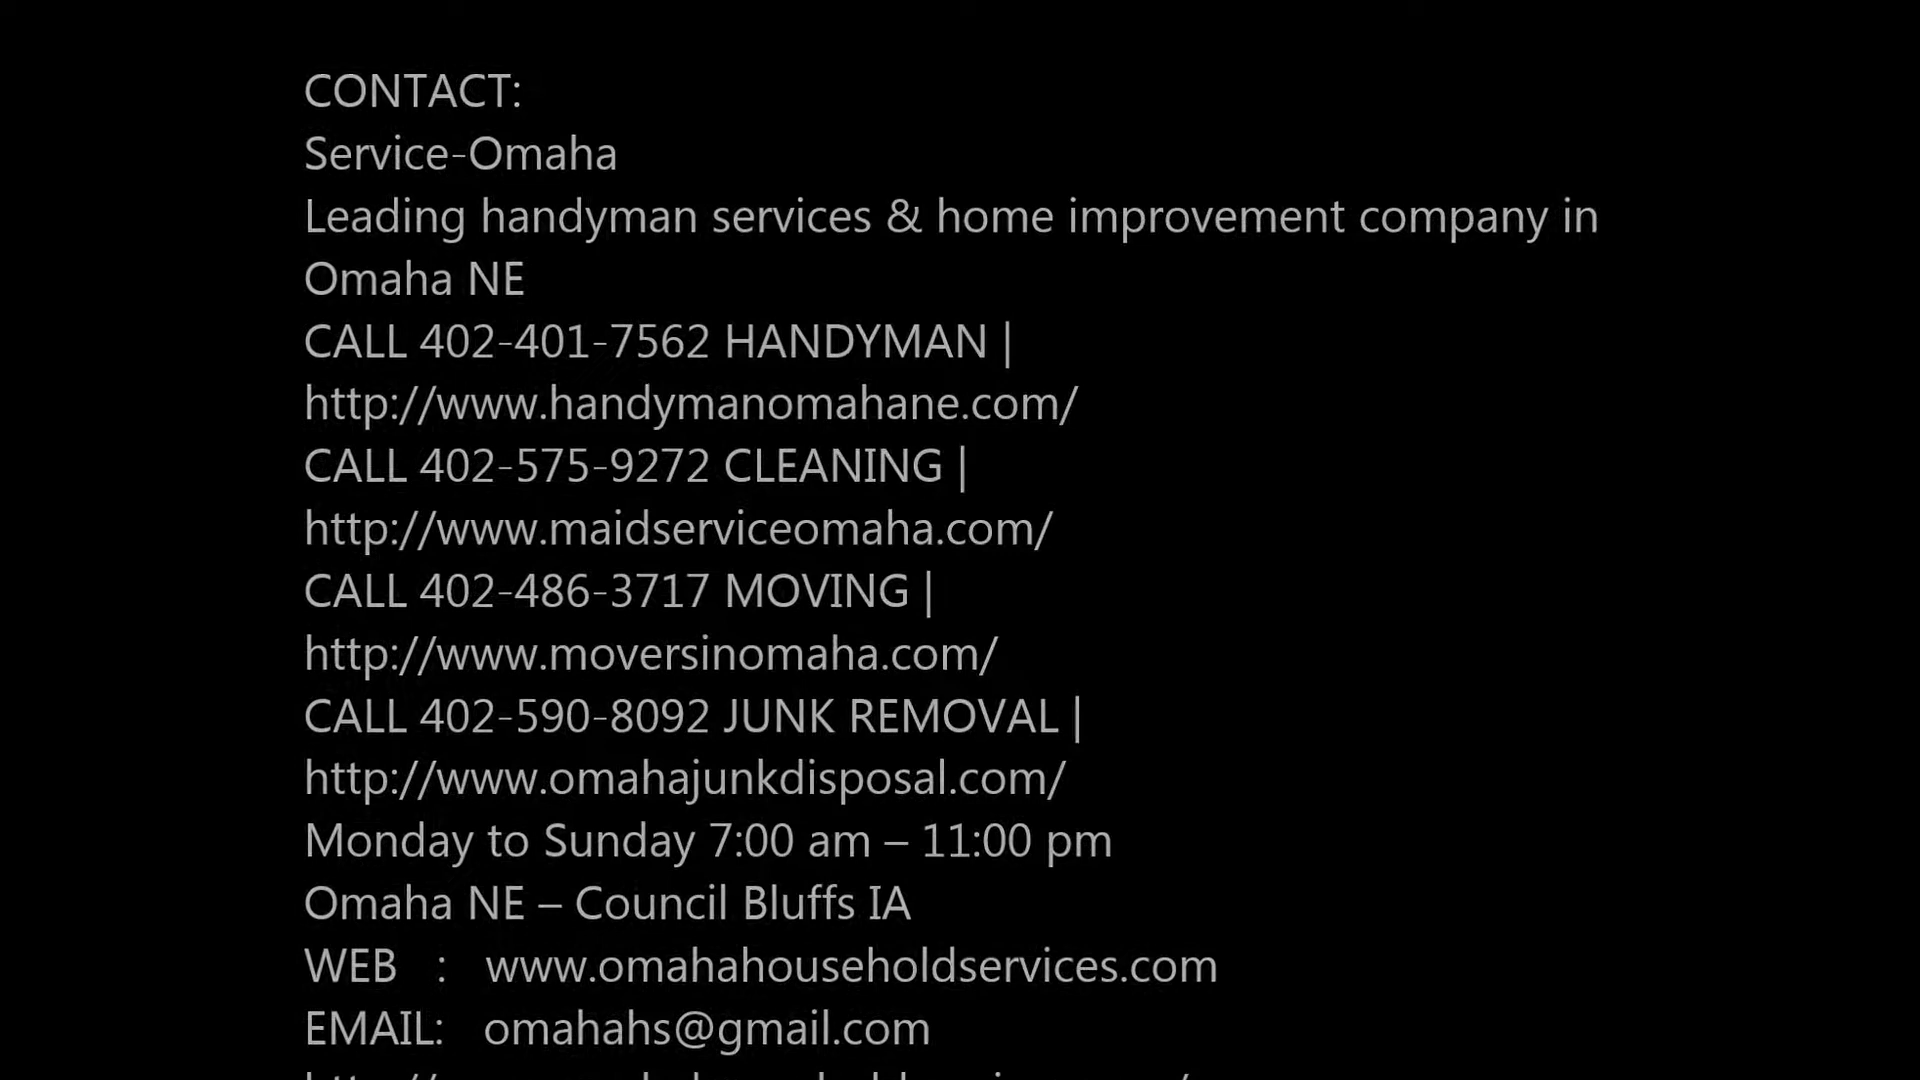 CONTACT:
Service-Omaha
Leading handyman services & home improvement company in
Omaha NE
CALL 402-401-7562 HANDYMAN |
http://www.handymanomahane.com/
CALL 402-575-9272 CLEANING |
http://www.maidserviceomaha.com/
CALL 402-486-3717 MOVING |
http://www.moversinomaha.com/
CALL 402-590-8092 JUNK REMOVAL |
http://www.omahajunkdisposal.com/
Monday to Sunday 7:00 am – 11:00 pm
Omaha NE – Council Bluffs IA
WEB : www.omahahouseholdservices.com
EMAIL: omahahs@gmail.com